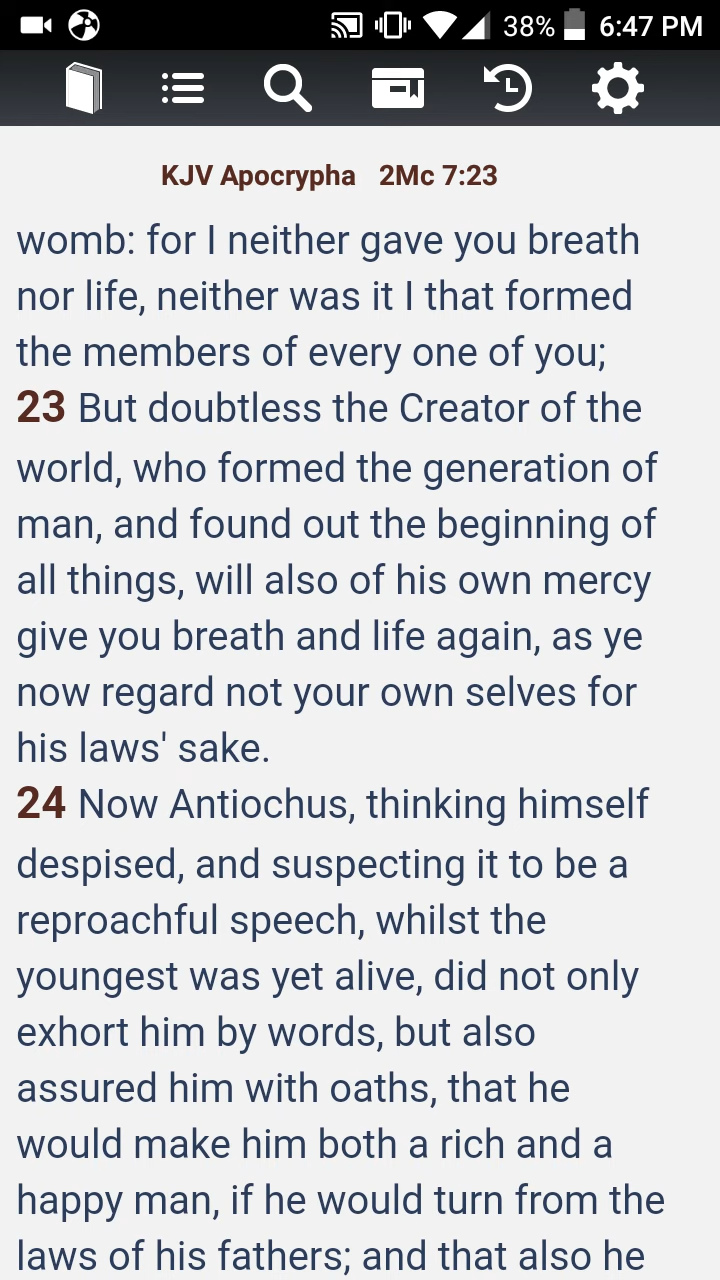 38% 6:47 PM
KJV Apocrypha 2Mc 7:23
womb: for I neither gave you breath
nor life, neither was it I that formed
the members of every one of you;
23 But doubtless the Creator of the
world, who formed the generation of
man, and found out the beginning of
all things, will also of his own mercy
give you breath and life again, as ye
now regard not your own selves for
his laws' sake.
24 Now Antiochus, thinking himself
despised, and suspecting it to be a
reproachful speech, whilst the
youngest was yet alive, did not only
exhort him by words, but also
assured him with oaths, that he
would make him both a rich and a
happy man, if he would turn from the
laws of his fathers; and that also he